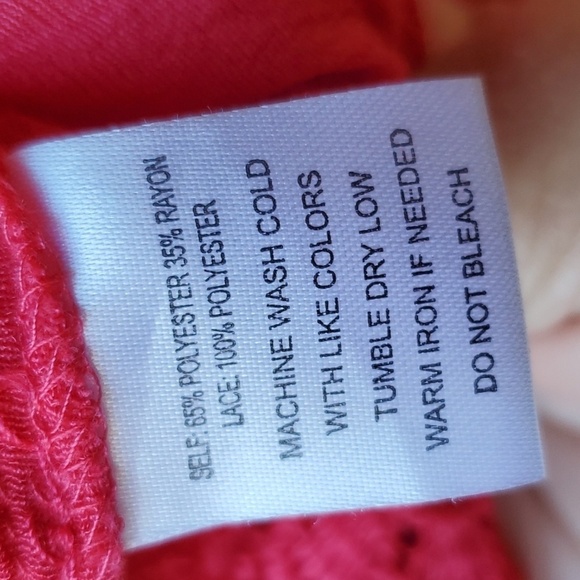 SELF: 65% POLYESTER 35% RAYON
LACE: 100% POLYESTER
MACHINE WASH COLD
WITH LIKE COLORS
TUMBLE DRY LOW
WARM IRON IF NEEDED
DO NOT BLEACH